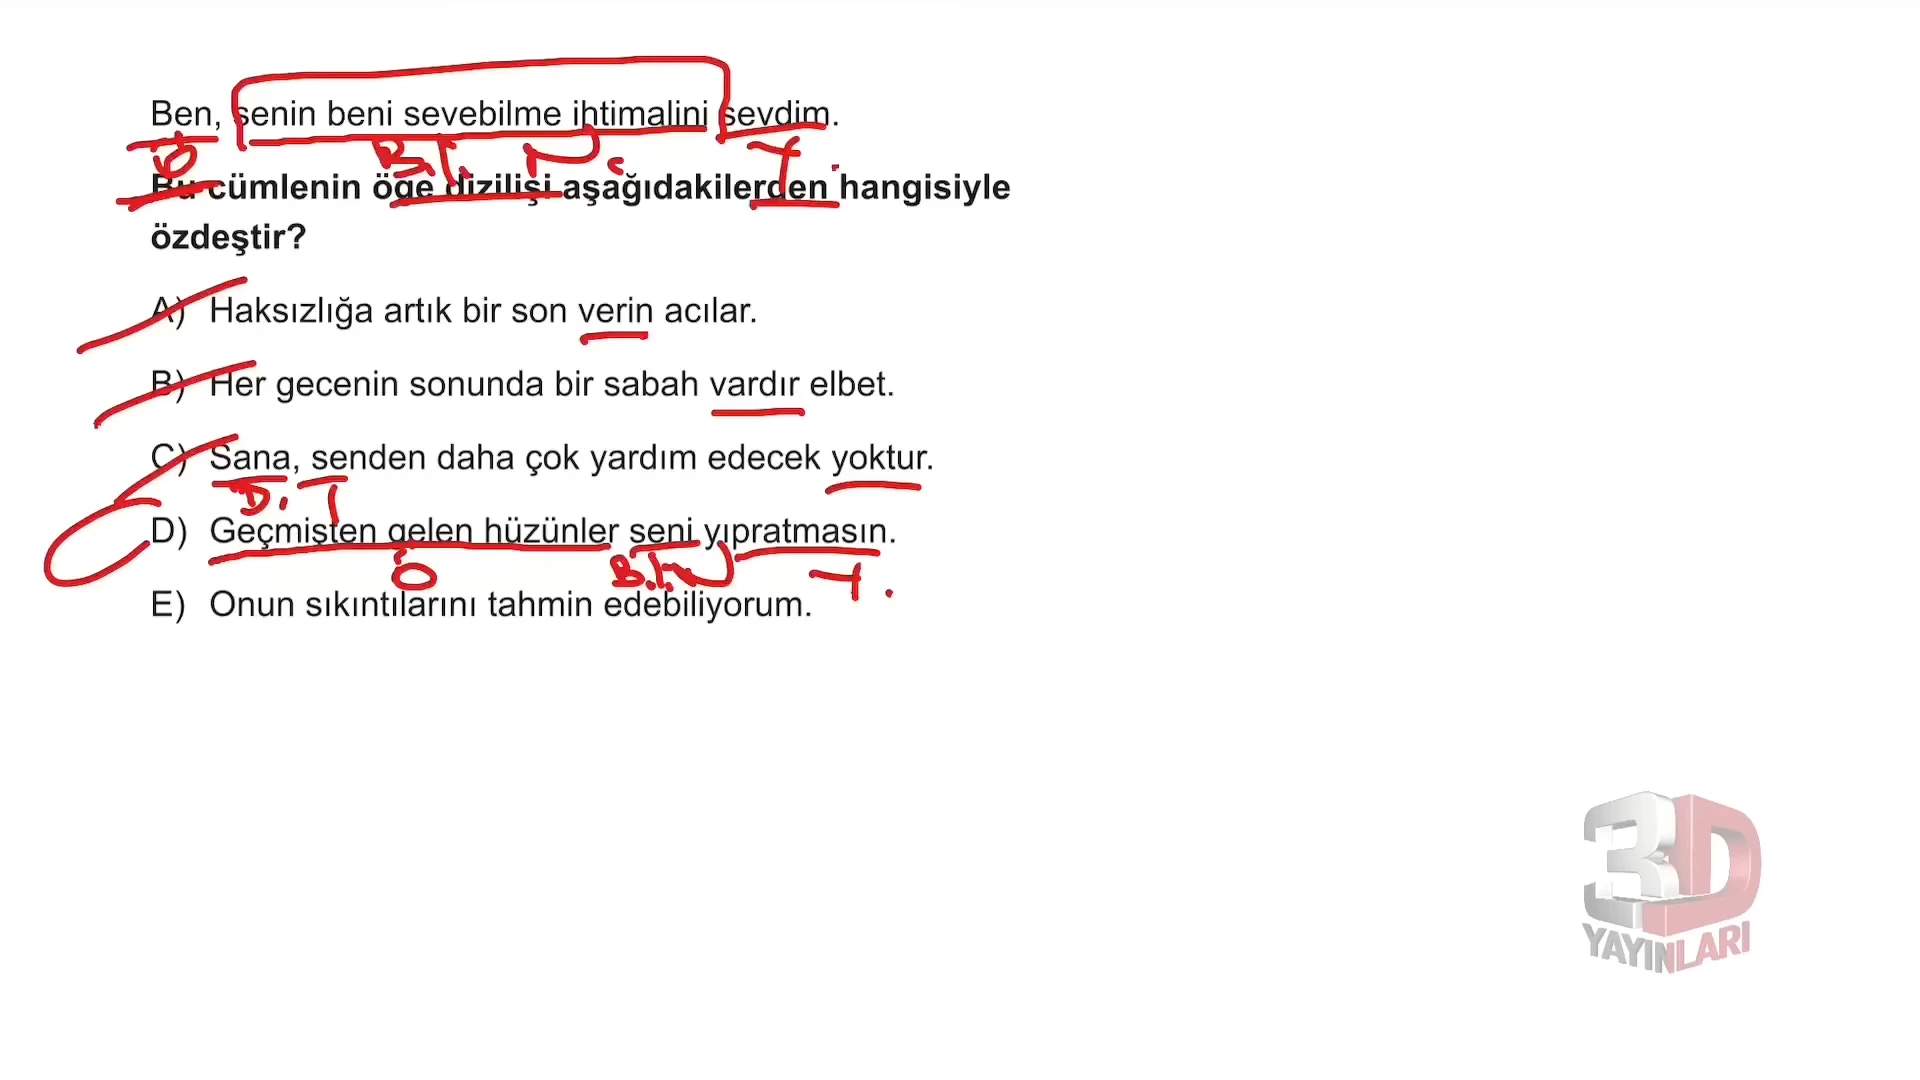 Ben, senin beni sevebilme ihtimalini sevdim.
Ö B.li N. Y.
Bu cümlenin öge dizilişi aşağıdakilerden hangisiyle
özdeştir?
A) Haksızlığa artık bir son verin acılar.
B) Her gecenin sonunda bir sabah vardır elbet.
C) Sana, senden daha çok yardım edecek yoktur.
D. T
D) Geçmişten gelen hüzünler seni yıpratmasın.
Ö B.li N Y.
E) Onun sıkıntılarını tahmin edebiliyorum.
3D
YAYINLARI